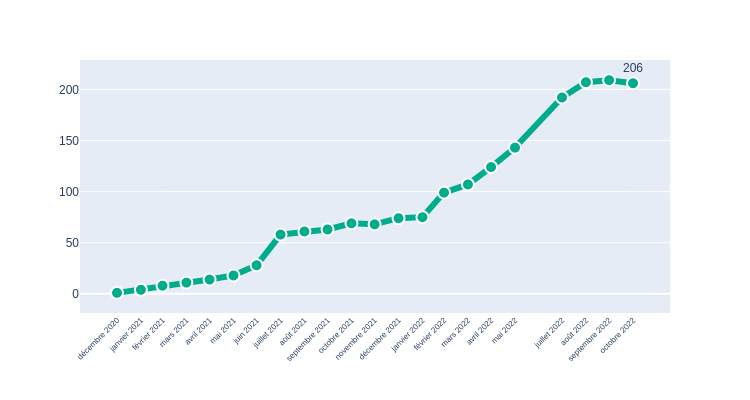 206
200
150
100
50
0
décembre 2020
janvier 2021
février 2021
mars 2021
avril 2021
mai 2021
juin 2021
juillet 2021
août 2021
septembre 2021
octobre 2021
novembre 2021
décembre 2021
janvier 2022
février 2022
mars 2022
avril 2022
mai 2022
juillet 2022
août 2022
septembre 2022
octobre 2022